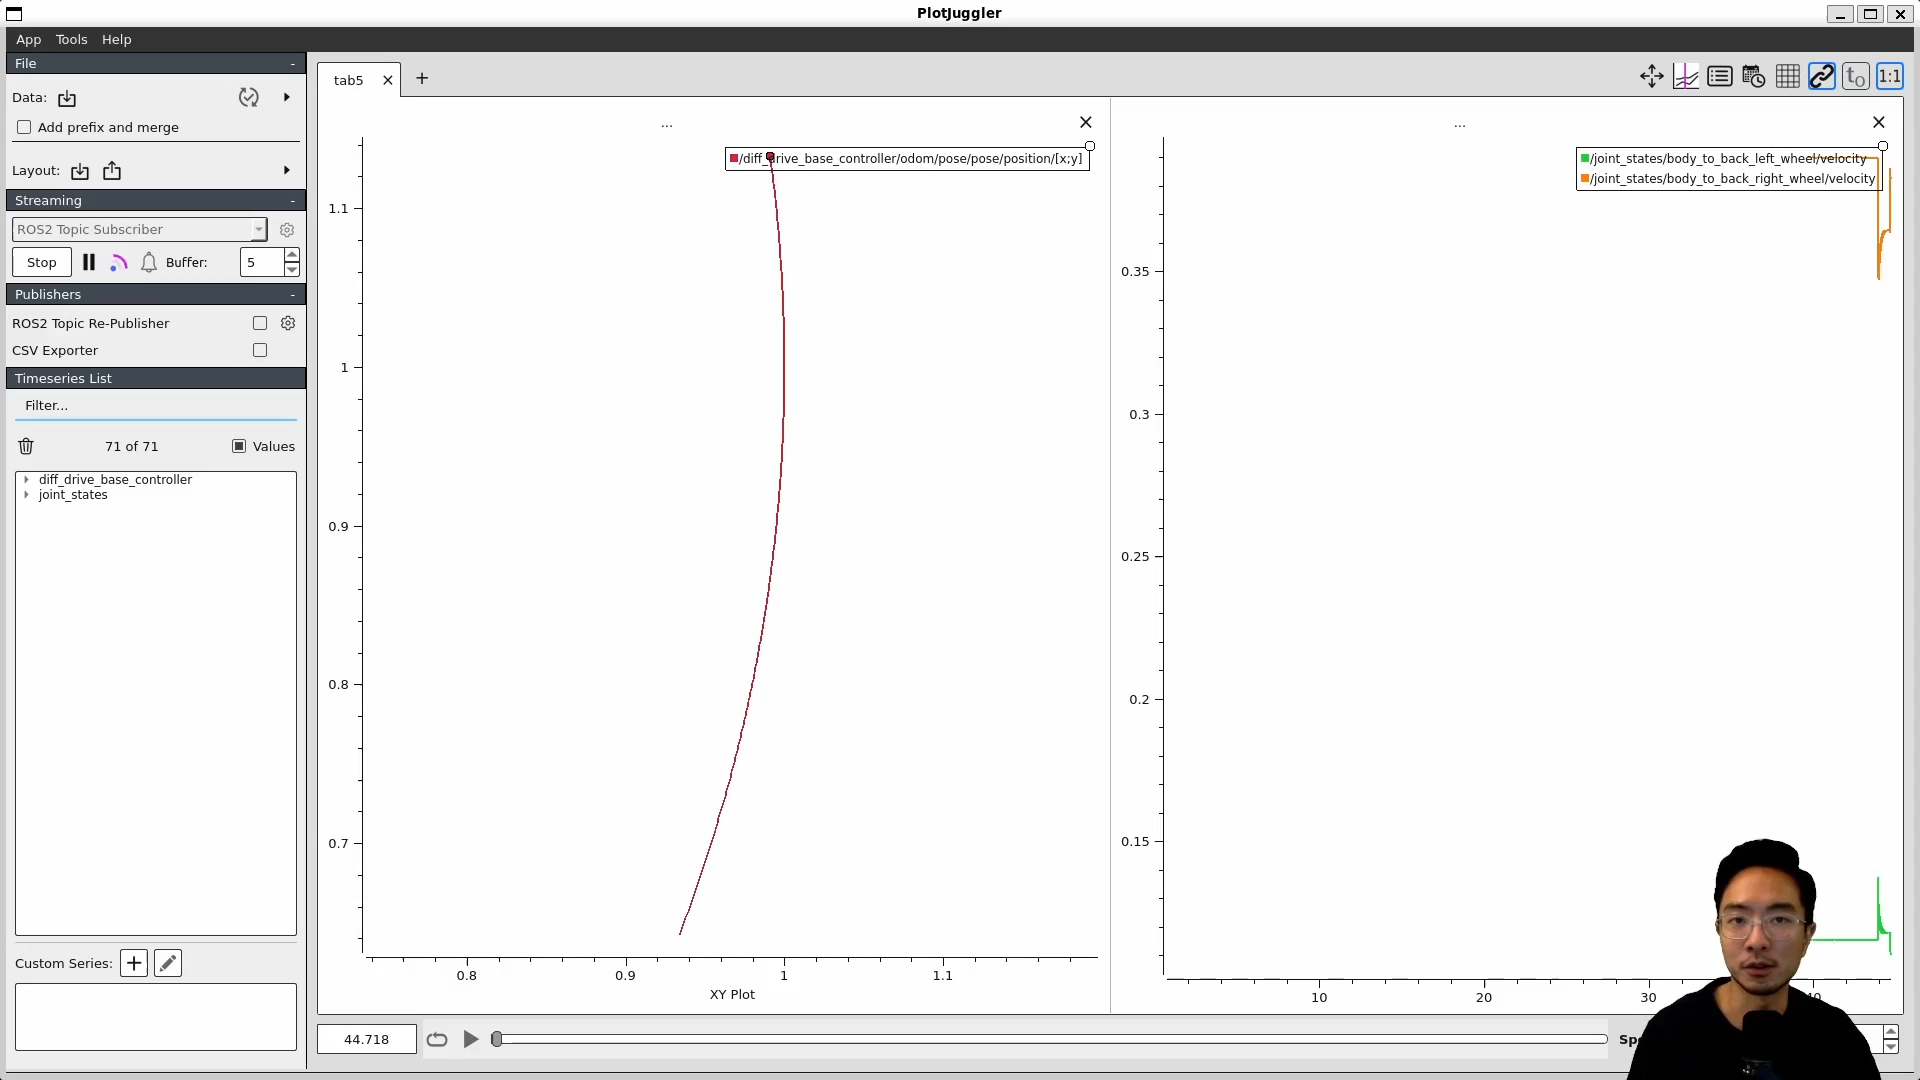 PlotJuggler
App Tools Help
File -
Data:
Add prefix and merge
Layout:
Streaming -
ROS2 Topic Subscriber
Stop Buffer: 5
Publishers -
ROS2 Topic Re-Publisher
CSV Exporter
Timeseries List
Filter...
71 of 71 Values
diff_drive_base_controller
joint_states
Custom Series:
tab5
t0 1:1
...
/diff_drive_base_controller/odom/pose/pose/position/[x;y]
1.1
1
0.9
0.8
0.7
0.8 0.9 1 1.1
XY Plot
...
/joint_states/body_to_back_left_wheel/velocity
/joint_states/body_to_back_right_wheel/velocity
0.35
0.3
0.25
0.2
0.15
10 20 30
44.718